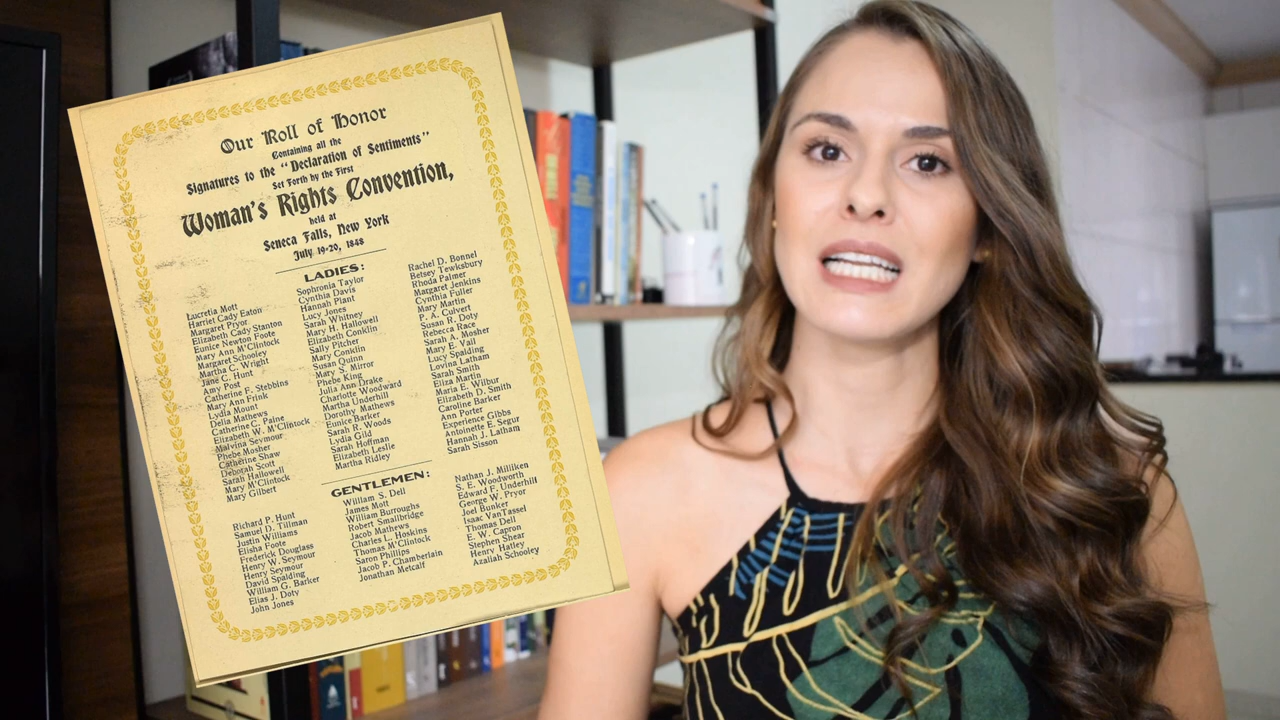 Our Roll of Honor
Containing all the
Signatures to the "Declaration of Sentiments"
Set Forth by the First
Woman's Rights Convention,
held at
Seneca Falls, New York
July 19-20, 1848
LADIES:
Lucretia Mott
Harriet Cady Eaton
Margaret Pryor
Elizabeth Cady Stanton
Eunice Newton Foote
Mary Ann M'Clintock
Margaret Schooley
Martha C. Wright
Jane C. Hunt
Amy Post
Catherine F. Stebbins
Mary Ann Frink
Lydia Mount
Delia Mathews
Catherine C. Paine
Elizabeth W. M'Clintock
Malvina Seymour
Phebe Mosher
Catherine Shaw
Deborah Scott
Sarah Hallowell
Mary M'Clintock
Mary Gilbert
Sophronia Taylor
Cynthia Davis
Hannah Plant
Lucy Jones
Sarah Whitney
Mary H. Hallowell
Elizabeth Conklin
Sally Pitcher
Mary Conklin
Susan Quinn
Mary S. Mirror
Phebe King
Julia Ann Drake
Charlotte Woodward
Martha Underhill
Dorothy Mathews
Eunice Barker
Sarah R. Woods
Lydia Gild
Sarah Hoffman
Elizabeth Leslie
Martha Ridley
Rachel D. Bonnel
Betsey Tewksbury
Rhoda Palmer
Margaret Jenkins
Cynthia Fuller
Mary Martin
P. A. Culvert
Susan R. Doty
Rebecca Race
Sarah A. Mosher
Mary E. Vail
Lucy Spalding
Lovina Latham
Sarah Smith
Eliza Martin
Maria E. Wilbur
Elizabeth D. Smith
Caroline Barker
Ann Porter
Experience Gibbs
Antoinette E. Segur
Hannah J. Latham
Sarah Sisson
GENTLEMEN:
Richard P. Hunt
Samuel D. Tillman
Justin Williams
Elisha Foote
Frederick Douglass
Henry W. Seymour
Henry Seymour
David Spalding
William G. Barker
Elias J. Doty
John Jones
William S. Dell
James Mott
William Burroughs
Robert Smallbridge
Jacob Mathews
Charles L. Hoskins
Thomas M'Clintock
Saron Phillips
Jacob P. Chamberlain
Jonathan Metcalf
Nathan J. Milliken
S. E. Woodworth
Edward F. Underhill
George W. Pryor
Joel Bunker
Isaac VanTassel
Thomas Dell
E. W. Capron
Stephen Shear
Henry Hatley
Azaliah Schooley